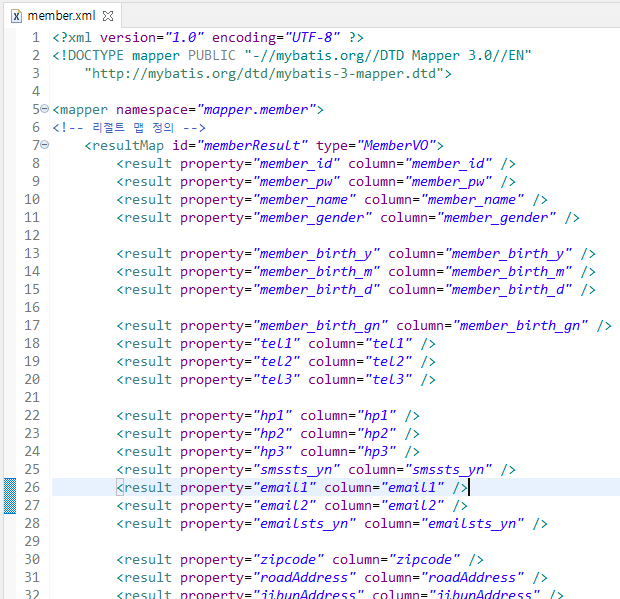 member.xml
1 <?xml version="1.0" encoding="UTF-8" ?>
2 <!DOCTYPE mapper PUBLIC "-//mybatis.org//DTD Mapper 3.0//EN"
3 "http://mybatis.org/dtd/mybatis-3-mapper.dtd">
4
5 <mapper namespace="mapper.member">
6 <!-- 리절트 맵 정의 -->
7 <resultMap id="memberResult" type="MemberVO">
8 <result property="member_id" column="member_id" />
9 <result property="member_pw" column="member_pw" />
10 <result property="member_name" column="member_name" />
11 <result property="member_gender" column="member_gender" />
12
13 <result property="member_birth_y" column="member_birth_y" />
14 <result property="member_birth_m" column="member_birth_m" />
15 <result property="member_birth_d" column="member_birth_d" />
16
17 <result property="member_birth_gn" column="member_birth_gn" />
18 <result property="tel1" column="tel1" />
19 <result property="tel2" column="tel2" />
20 <result property="tel3" column="tel3" />
21
22 <result property="hp1" column="hp1" />
23 <result property="hp2" column="hp2" />
24 <result property="hp3" column="hp3" />
25 <result property="smssts_yn" column="smssts_yn" />
26 <result property="email1" column="email1" />
27 <result property="email2" column="email2" />
28 <result property="emailsts_yn" column="emailsts_yn" />
29
30 <result property="zipcode" column="zipcode" />
31 <result property="roadAddress" column="roadAddress" />
32 <result property="jibunAddress" column="jibunAddress" />